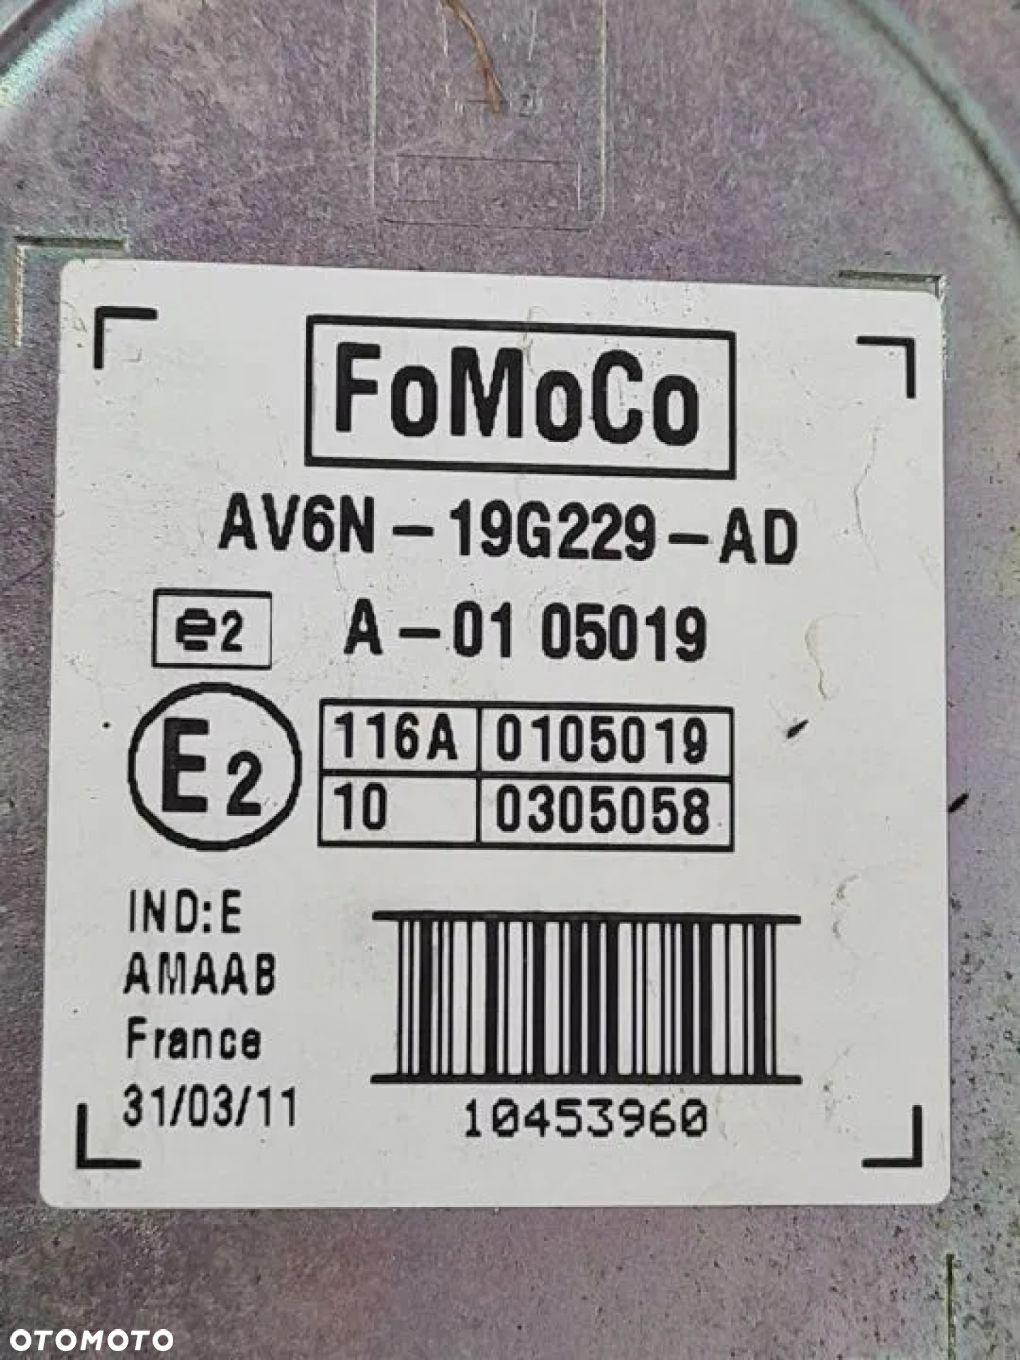 FoMoCo
AV6N-19G229-AD
e2 A-01 05019
E2 116A 0105019
10 0305058
IND:E
AMAAB
France
31/03/11
10453960
OTOMOTO